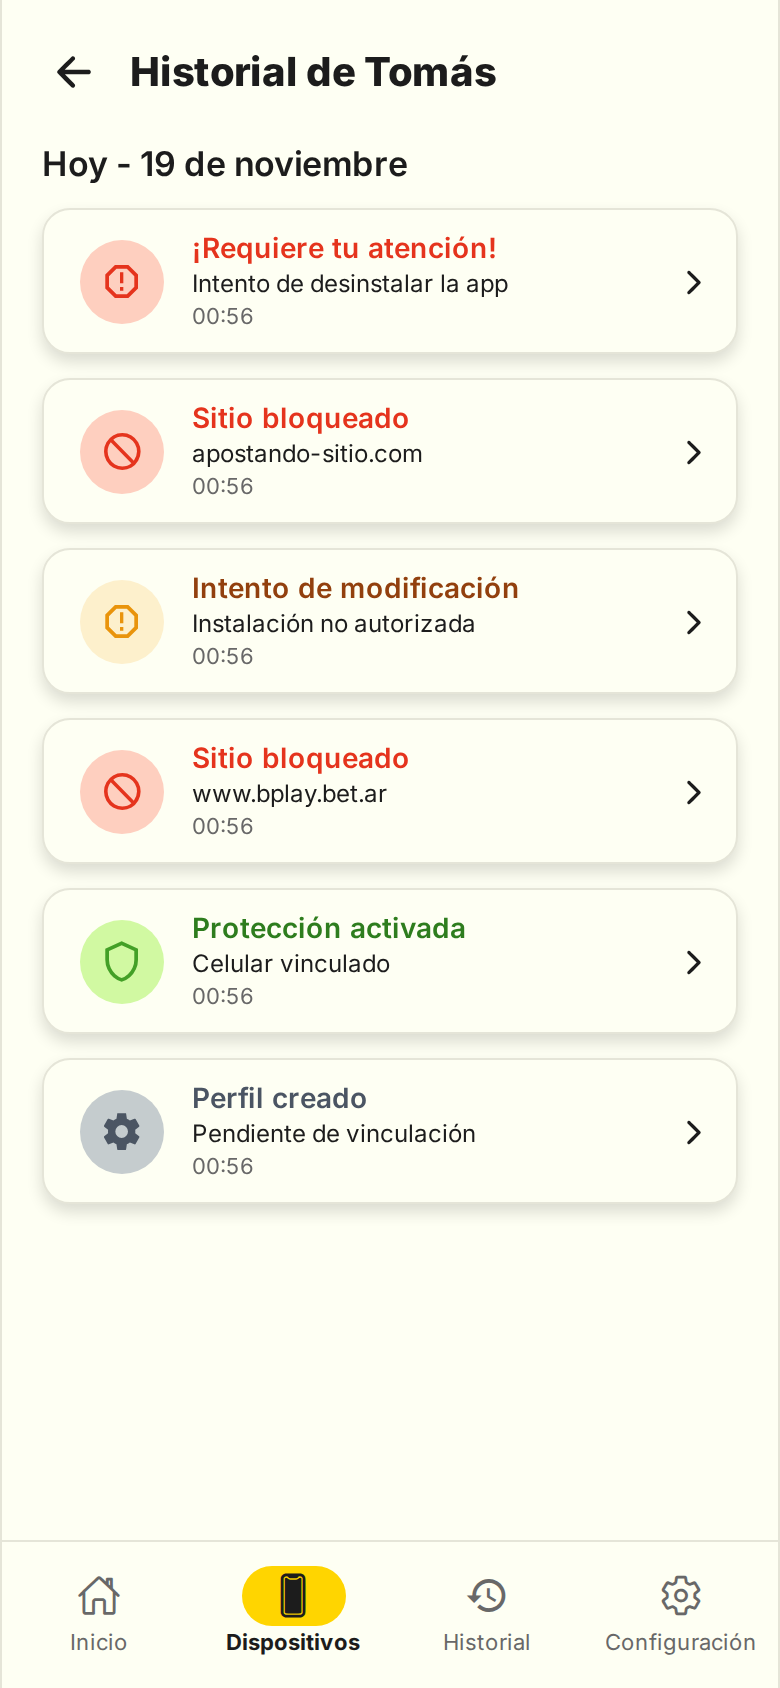 Historial de Tomás
Hoy - 19 de noviembre
¡Requiere tu atención!
Intento de desinstalar la app
00:56
Sitio bloqueado
apostando-sitio.com
00:56
Intento de modificación
Instalación no autorizada
00:56
Sitio bloqueado
www.bplay.bet.ar
00:56
Protección activada
Celular vinculado
00:56
Perfil creado
Pendiente de vinculación
00:56
Inicio
Dispositivos
Historial
Configuración